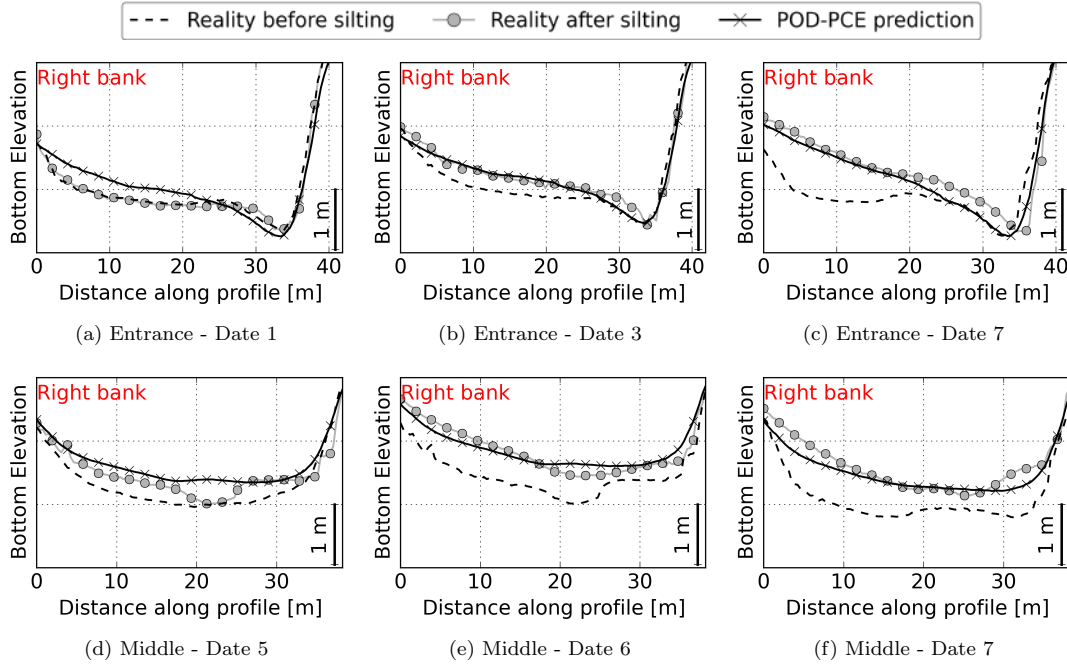 Reality before silting Reality after silting POD-PCE prediction
Right bank Right bank Right bank
Bottom Elevation Bottom Elevation Bottom Elevation
1 m 1 m 1 m
0 10 20 30 40 0 10 20 30 40 0 10 20 30 40
Distance along profile [m] Distance along profile [m] Distance along profile [m]
(a) Entrance - Date 1 (b) Entrance - Date 3 (c) Entrance - Date 7
Right bank Right bank Right bank
Bottom Elevation Bottom Elevation Bottom Elevation
1 m 1 m 1 m
0 10 20 30 0 10 20 30 0 10 20 30
Distance along profile [m] Distance along profile [m] Distance along profile [m]
(d) Middle - Date 5 (e) Middle - Date 6 (f) Middle - Date 7